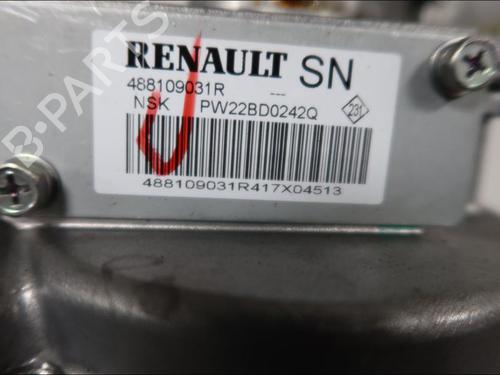 RENAULT SN
488109031R ---
NSK PW22BD0242Q 231
488109031R417X04513
B-PARTS